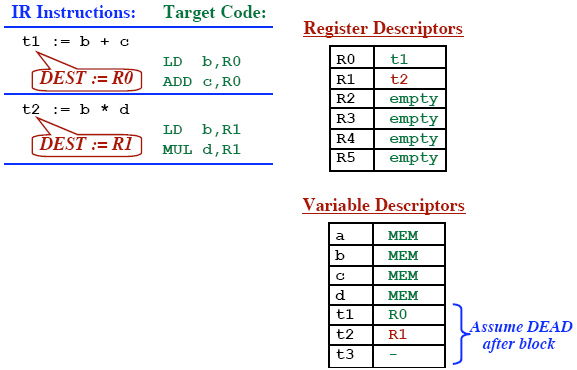 IR Instructions: Target Code:
t1 := b + c
DEST := R0
LD b,R0
ADD c,R0
t2 := b * d
DEST := R1
LD b,R1
MUL d,R1
Register Descriptors
R0 t1
R1 t2
R2 empty
R3 empty
R4 empty
R5 empty
Variable Descriptors
a MEM
b MEM
c MEM
d MEM
t1 R0
t2 R1
t3 -
Assume DEAD
after block